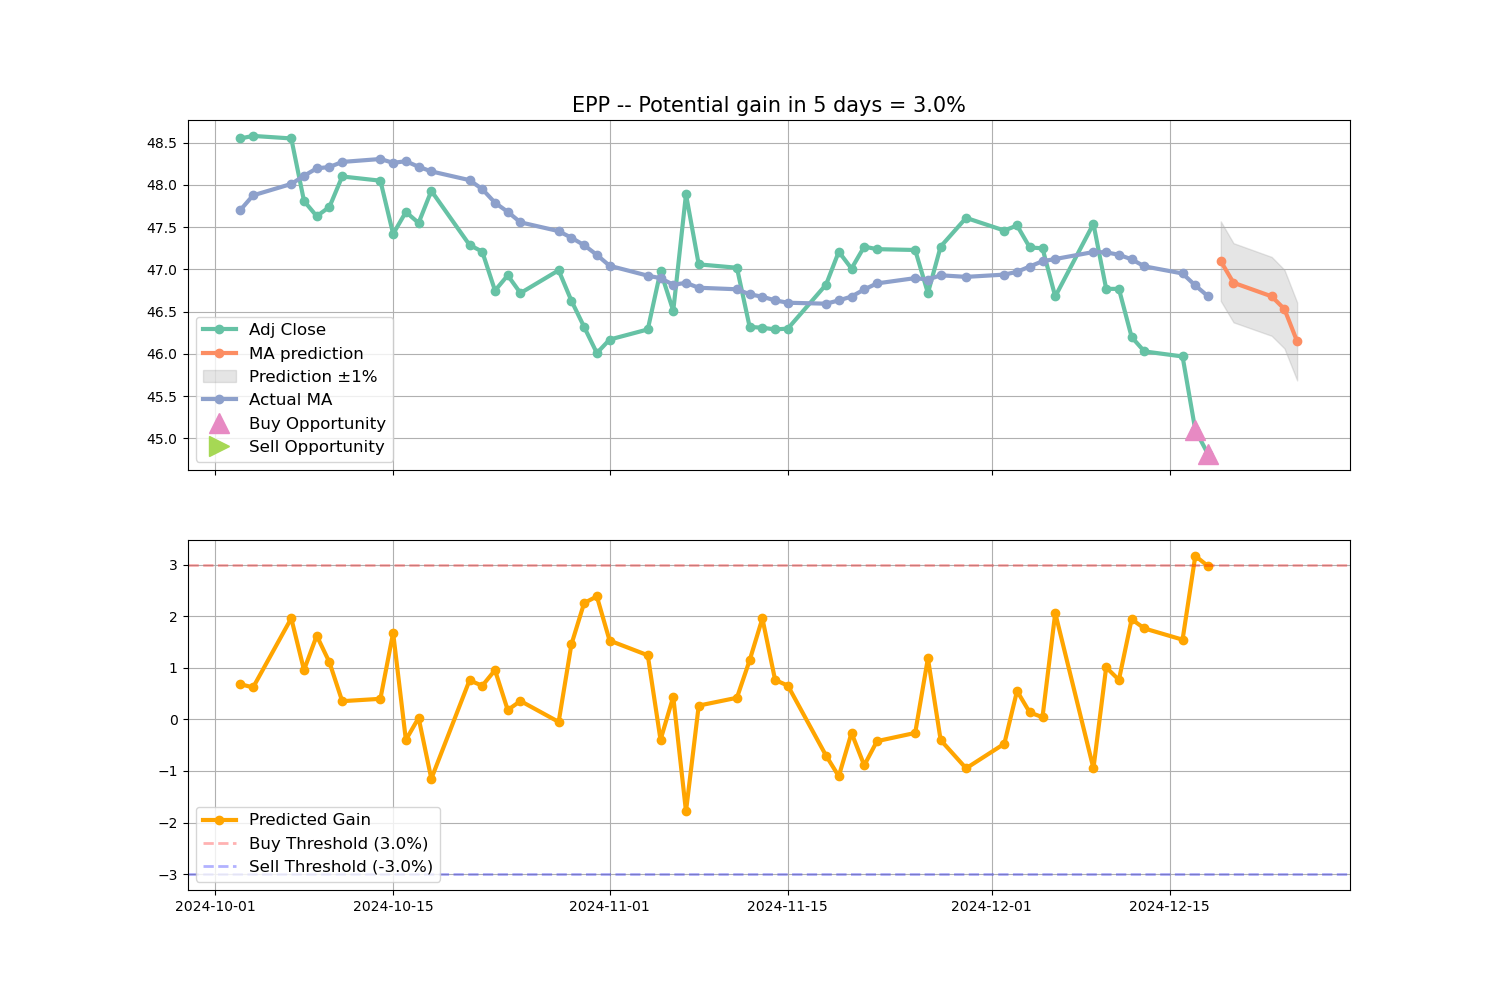 EPP -- Potential gain in 5 days = 3.0%
48.5
48.0
47.5
47.0
46.5
46.0
45.5
45.0
Adj Close
MA prediction
Prediction ±1%
Actual MA
Buy Opportunity
Sell Opportunity
3
2
1
0
−1
−2
−3
Predicted Gain
Buy Threshold (3.0%)
Sell Threshold (-3.0%)
2024-10-01 2024-10-15 2024-11-01 2024-11-15 2024-12-01 2024-12-15